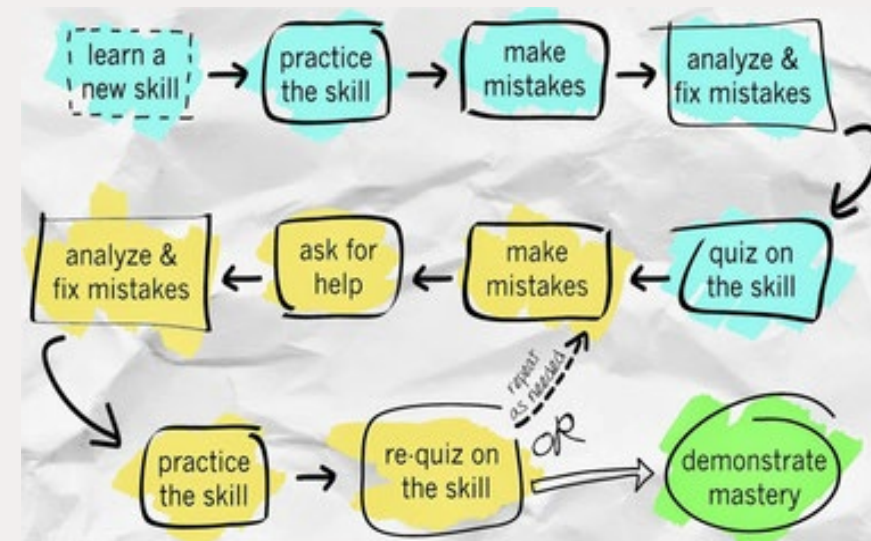 learn a
new skill
practice
the skill
make
mistakes
analyze &
fix mistakes
quiz on
the skill
make
mistakes
ask for
help
analyze &
fix mistakes
practice
the skill
re-quiz on
the skill
repeat
as needed
OR
demonstrate
mastery